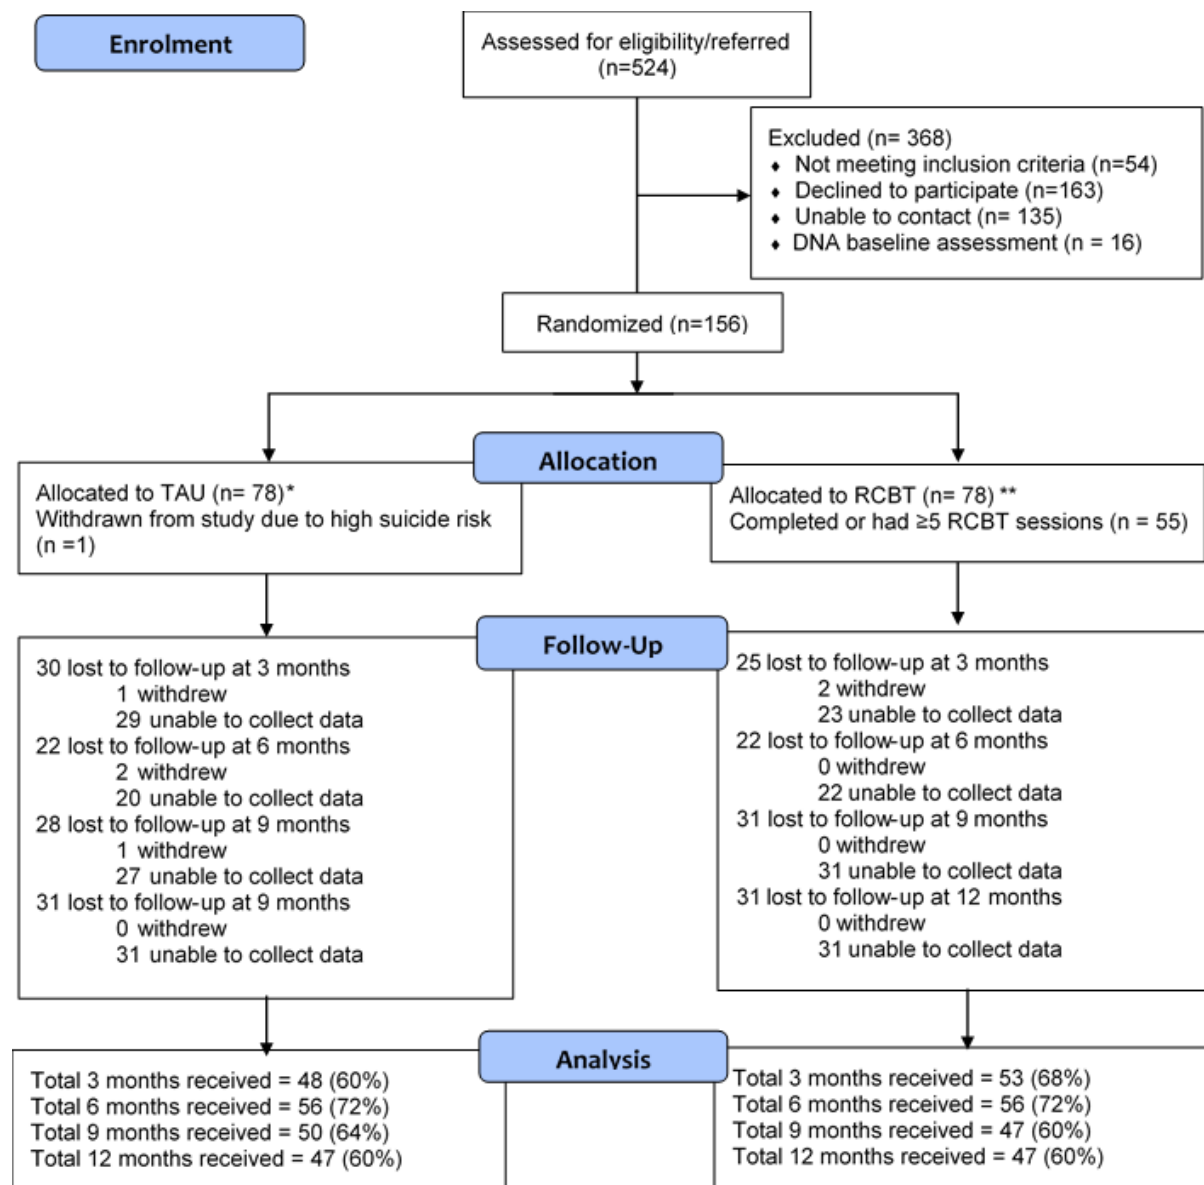 Enrolment
Assessed for eligibility/referred
(n=524)
Excluded (n= 368)
♦ Not meeting inclusion criteria (n=54)
♦ Declined to participate (n=163)
♦ Unable to contact (n= 135)
♦ DNA baseline assessment (n = 16)
Randomized (n=156)
Allocation
Allocated to TAU (n= 78)*
Withdrawn from study due to high suicide risk
(n =1)
Allocated to RCBT (n= 78) **
Completed or had ≥5 RCBT sessions (n = 55)
Follow-Up
30 lost to follow-up at 3 months
1 withdrew
29 unable to collect data
22 lost to follow-up at 6 months
2 withdrew
20 unable to collect data
28 lost to follow-up at 9 months
1 withdrew
27 unable to collect data
31 lost to follow-up at 9 months
0 withdrew
31 unable to collect data
25 lost to follow-up at 3 months
2 withdrew
23 unable to collect data
22 lost to follow-up at 6 months
0 withdrew
22 unable to collect data
31 lost to follow-up at 9 months
0 withdrew
31 unable to collect data
31 lost to follow-up at 12 months
0 withdrew
31 unable to collect data
Analysis
Total 3 months received = 48 (60%)
Total 6 months received = 56 (72%)
Total 9 months received = 50 (64%)
Total 12 months received = 47 (60%)
Total 3 months received = 53 (68%)
Total 6 months received = 56 (72%)
Total 9 months received = 47 (60%)
Total 12 months received = 47 (60%)